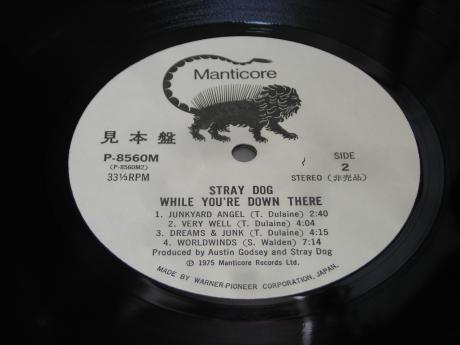 Manticore
見本盤
P-8560M
(P-8560M2)
33⅓RPM
SIDE
2
STEREO (非売品)
STRAY DOG
WHILE YOU'RE DOWN THERE
1. JUNKYARD ANGEL (T. Dulaine) 2:40
2. VERY WELL (T. Dulaine) 4:04
3. DREAMS & JUNK (T. Dulaine) 4:15
4. WORLDWINDS (S. Walden) 7:14
Produced by Austin Godsey and Stray Dog
Ⓟ 1975 Manticore Records Ltd.
MADE BY WARNER-PIONEER CORPORATION, JAPAN.